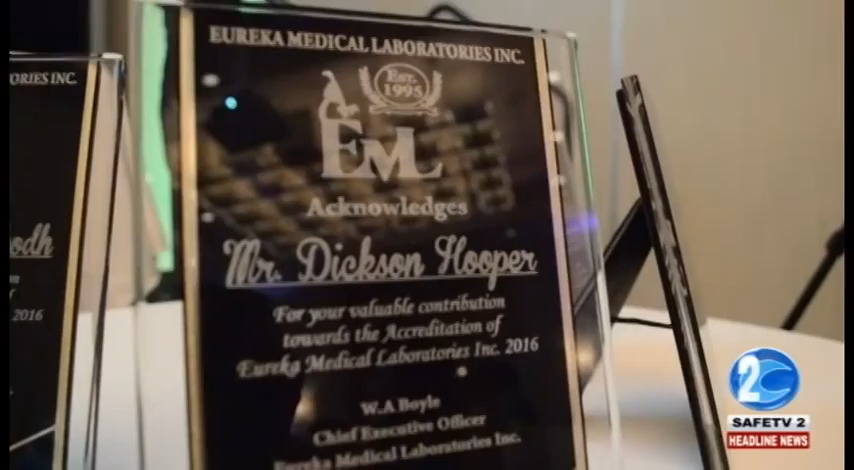 EUREKA MEDICAL LABORATORIES INC.
Est.
1995
EML
Acknowledges
Mr. Dickson Hooper
For your valuable contribution
towards the Accreditation of
Eureka Medical Laboratories Inc. 2016
W.A Boyle
Chief Executive Officer
Eureka Medical Laboratories Inc.
ORIES INC.
odh
2016
2
SAFETV 2
HEADLINE NEWS